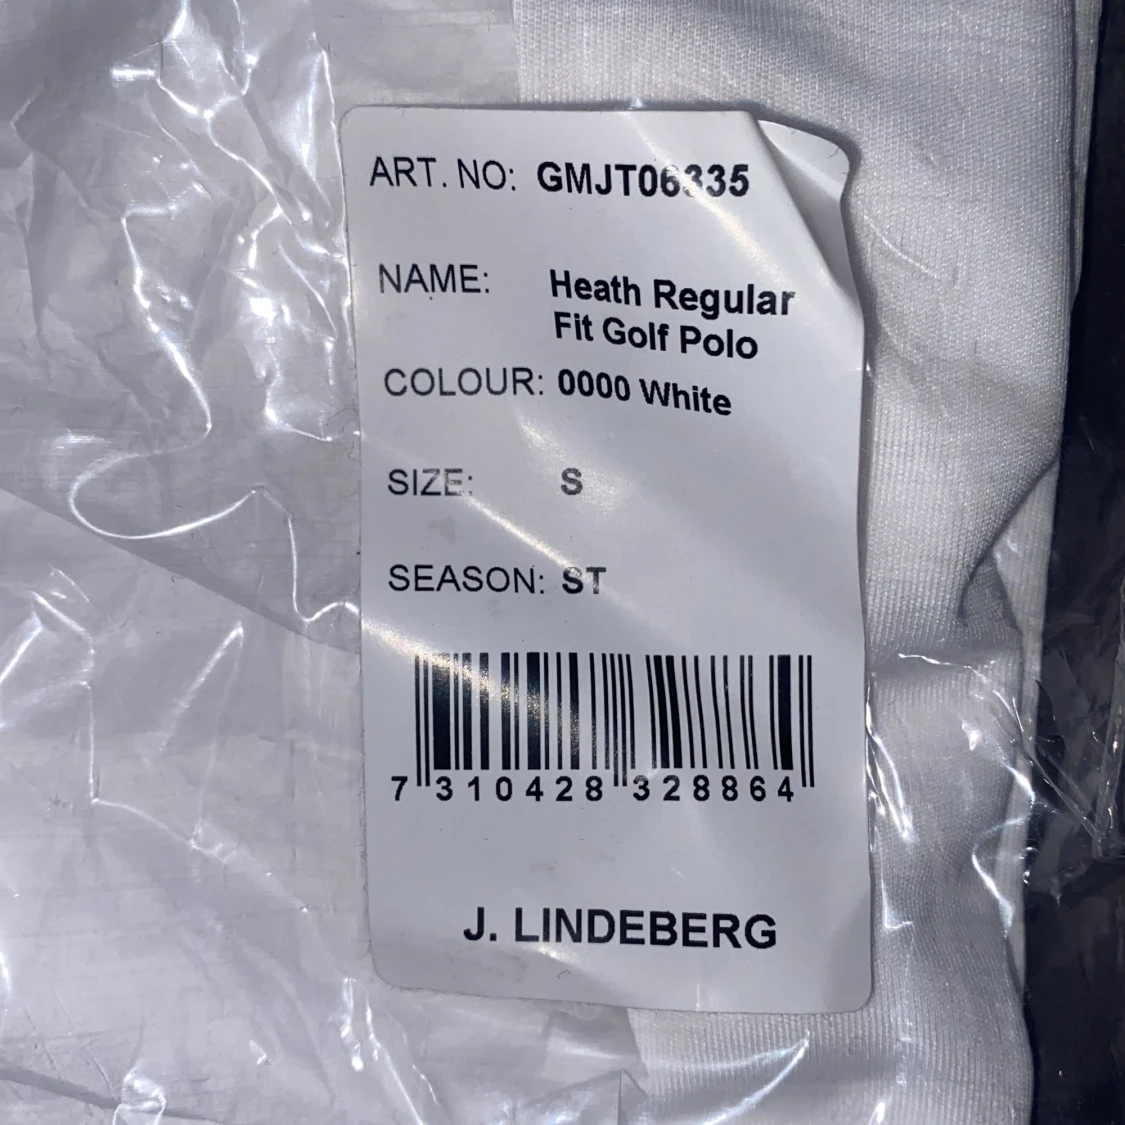 ART. NO: GMJT06335
NAME: Heath Regular
Fit Golf Polo
COLOUR: 0000 White
SIZE: S
SEASON: ST
7 310428 328864
J. LINDEBERG